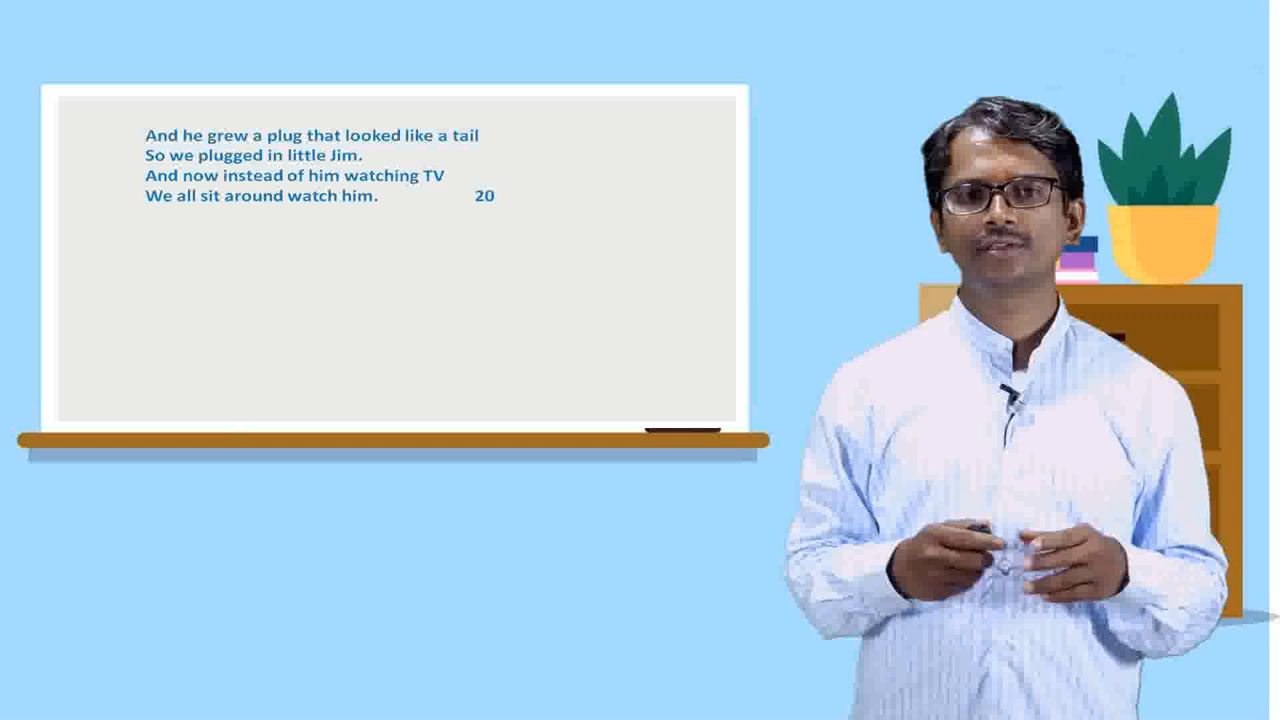 And he grew a plug that looked like a tail
So we plugged in little Jim.
And now instead of him watching TV
We all sit around watch him. 20